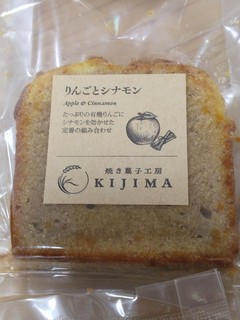 りんごとシナモン
Apple & Cinnamon
たっぷりの有機りんごに
シナモンを効かせた
定番の組み合わせ
焼き菓子工房
KIJIMA